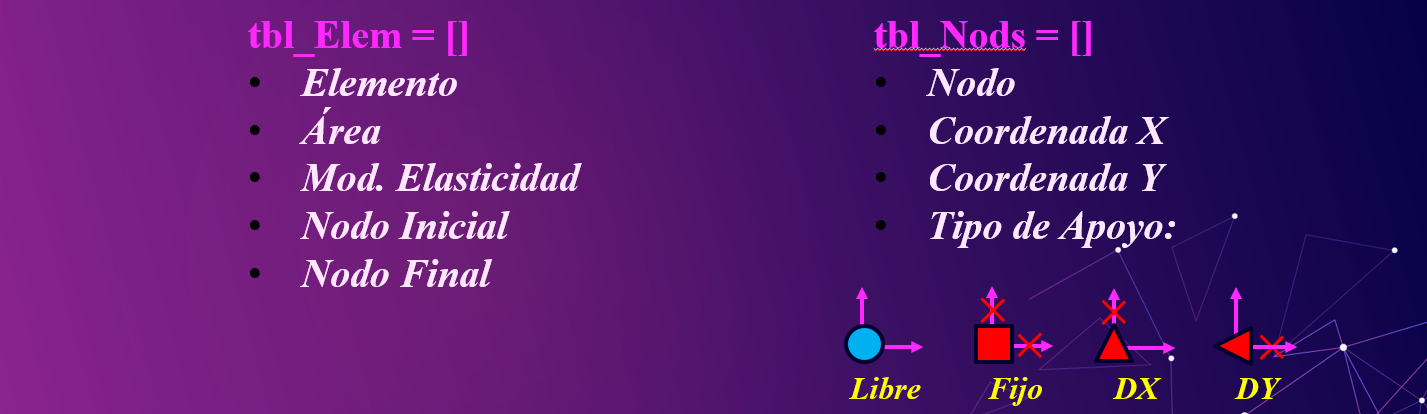 tbl_Elem = []
• Elemento
• Área
• Mod. Elasticidad
• Nodo Inicial
• Nodo Final
tbl_Nods = []
• Nodo
• Coordenada X
• Coordenada Y
• Tipo de Apoyo:
Libre Fijo DX DY